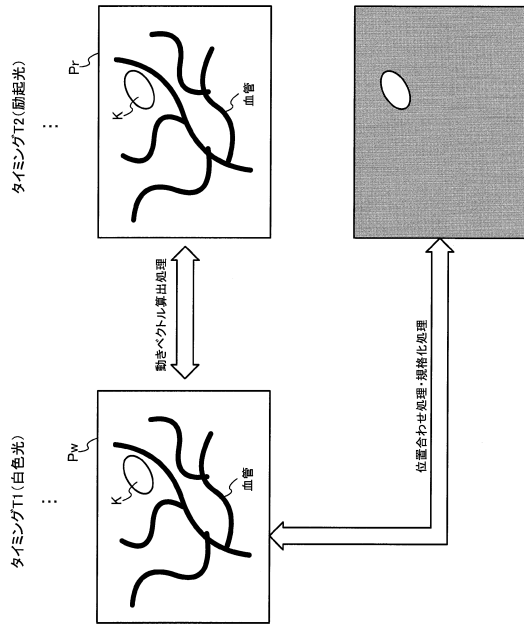 タイミングT1(白色光)
タイミングT2(励起光)
Pw
K
血管
動きベクトル算出処理
Pr
K
血管
位置合わせ処理・規格化処理